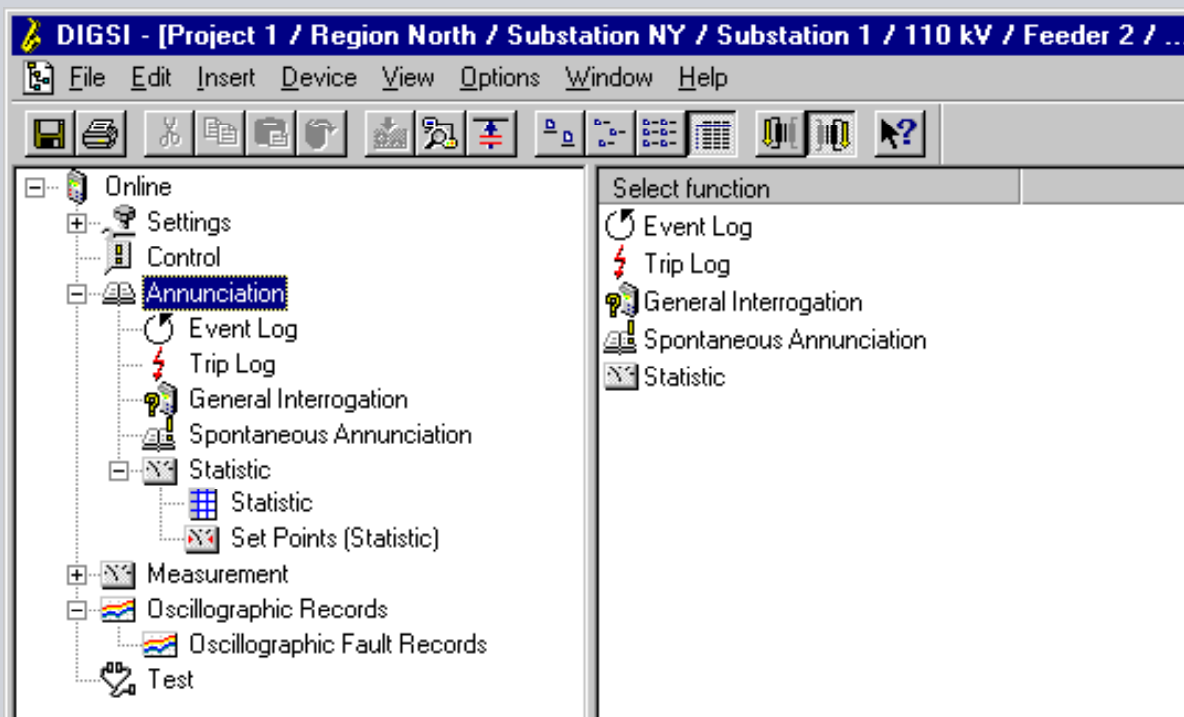 DIGSI - [Project 1 / Region North / Substation NY / Substation 1 / 110 kV / Feeder 2 / ...
File Edit Insert Device View Options Window Help
Online
Settings
Control
Annunciation
Event Log
Trip Log
General Interrogation
Spontaneous Annunciation
Statistic
Statistic
Set Points (Statistic)
Measurement
Oscillographic Records
Oscillographic Fault Records
Test
Select function
Event Log
Trip Log
General Interrogation
Spontaneous Annunciation
Statistic